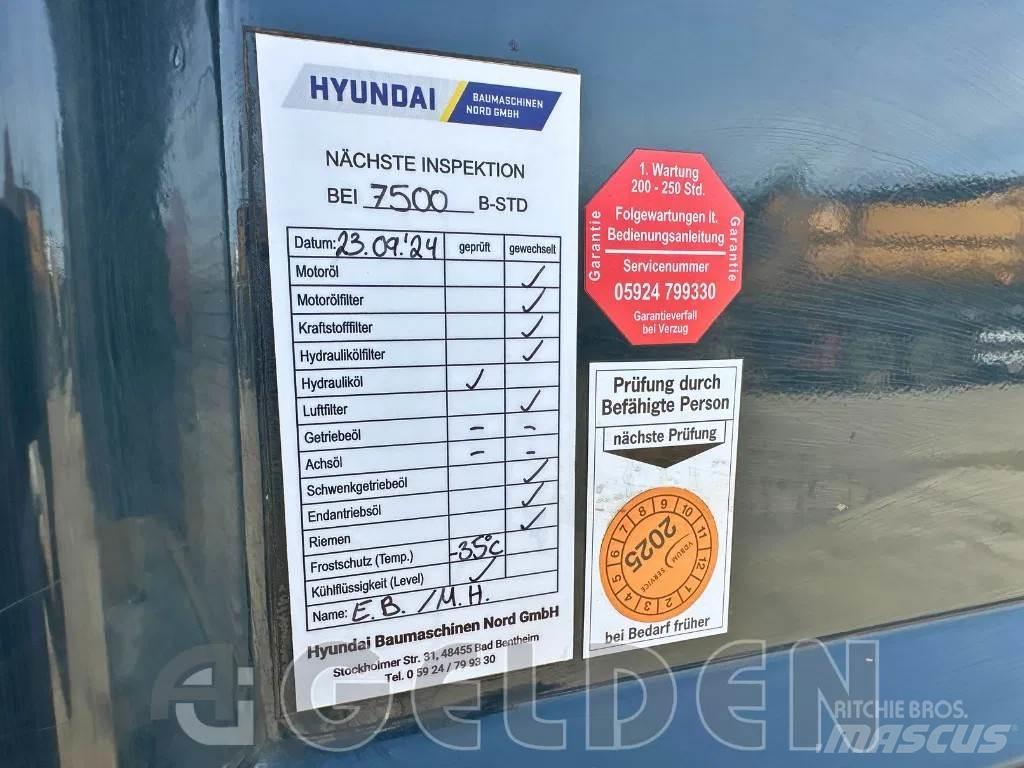 HYUNDAI
BAUMASCHINEN
NORD GMBH
NÄCHSTE INSPEKTION
BEI 7500 B-STD
Datum: 23.09.'24 geprüft gewechselt
Motoröl ✓
Motorölfilter ✓
Kraftstofffilter ✓
Hydraulikölfilter ✓
Hydrauliköl ✓
Luftfilter ✓
Getriebeöl - -
Achsöl - -
Schwenkgetriebeöl ✓
Endantriebsöl ✓
Riemen ✓
Frostschutz (Temp.) -35°C
Kühlflüssigkeit (Level) ✓
Name: E.B. / M.H.
Hyundai Baumaschinen Nord GmbH
Stockholmer Str. 31, 48455 Bad Bentheim
Tel. 0 59 24 / 79 93 30
1. Wartung
200 - 250 Std.
Folgewartungen lt.
Bedienungsanleitung
Servicenummer
05924 799330
Garantieverfall
bei Verzug
Garantie
Garantie
Prüfung durch
Befähigte Person
nächste Prüfung
1 2 3 4 5 6 7 8 9 10 11 12
2025
SERVICE
bei Bedarf früher
GELDEN
RITCHIE BROS.
MASCUS